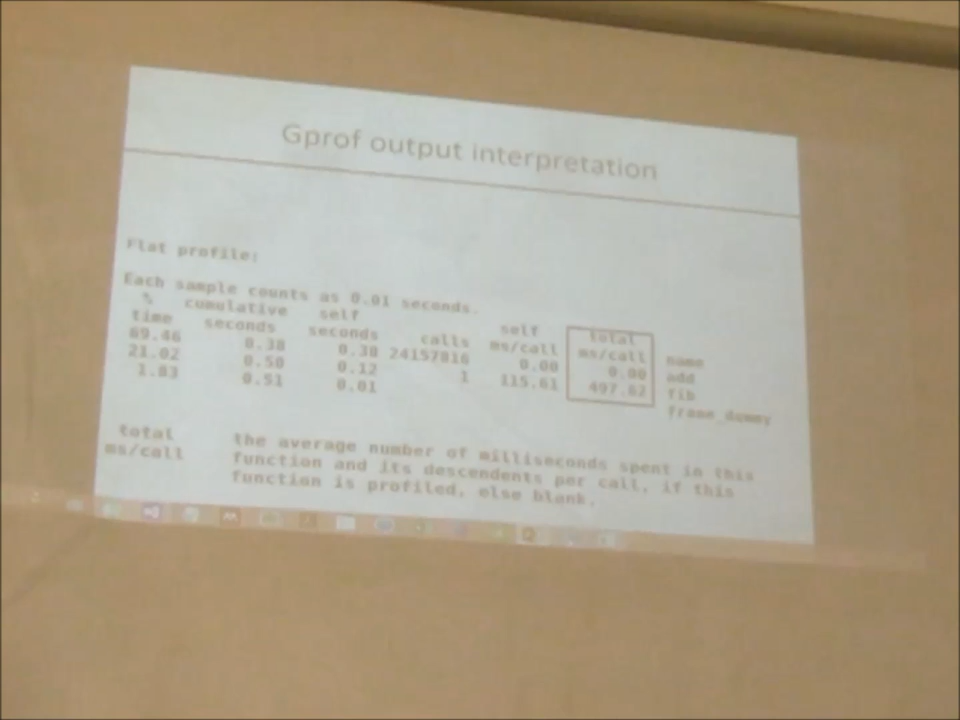 Gprof output interpretation
Flat profile:
Each sample counts as 0.01 seconds.
% cumulative self self total
time seconds seconds calls ms/call ms/call name
69.46 0.38 0.38 24157816 0.00 0.00 add
21.02 0.50 0.12 1 115.61 497.62 fib
1.83 0.51 0.01 frame_dummy
total the average number of milliseconds spent in this
ms/call function and its descendents per call, if this
function is profiled, else blank.